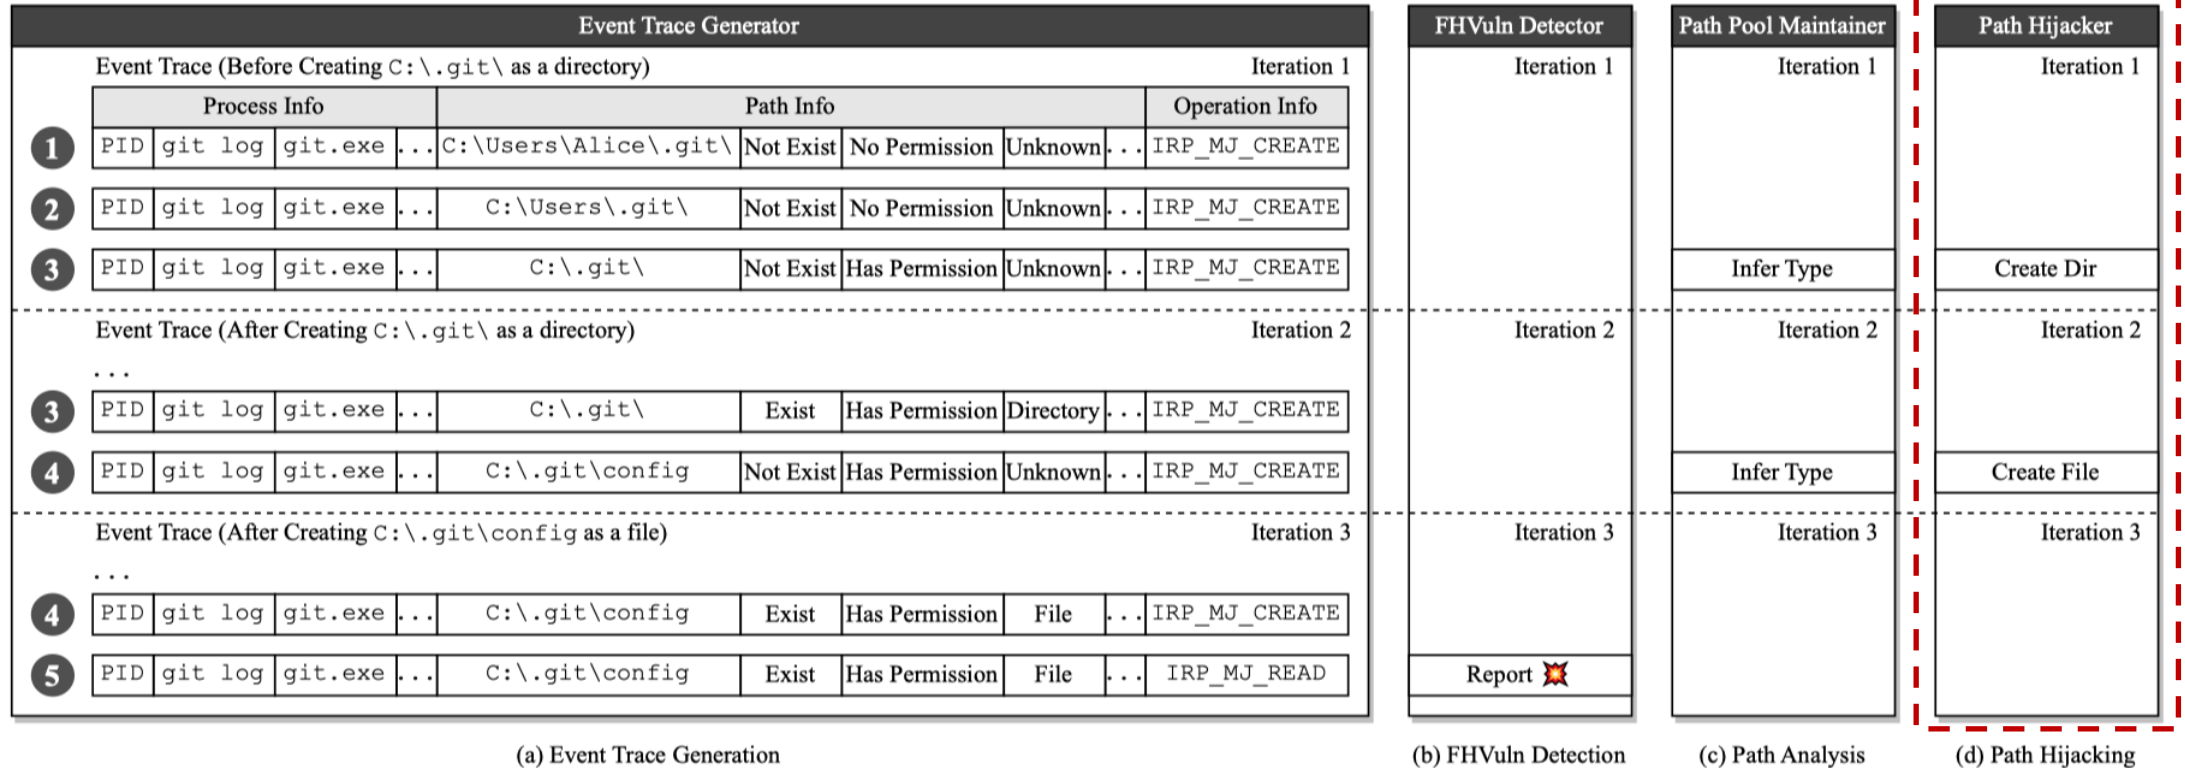 Event Trace Generator FHVuln Detector Path Pool Maintainer Path Hijacker
Event Trace (Before Creating C:\.git\ as a directory) Iteration 1 Iteration 1 Iteration 1 Iteration 1
Process Info Path Info Operation Info
1 PID git log git.exe ... C:\Users\Alice\.git\ Not Exist No Permission Unknown ... IRP_MJ_CREATE
2 PID git log git.exe ... C:\Users\.git\ Not Exist No Permission Unknown ... IRP_MJ_CREATE
3 PID git log git.exe ... C:\.git\ Not Exist Has Permission Unknown ... IRP_MJ_CREATE Infer Type Create Dir
Event Trace (After Creating C:\.git\ as a directory) Iteration 2 Iteration 2 Iteration 2 Iteration 2
...
3 PID git log git.exe ... C:\.git\ Exist Has Permission Directory ... IRP_MJ_CREATE
4 PID git log git.exe ... C:\.git\config Not Exist Has Permission Unknown ... IRP_MJ_CREATE Infer Type Create File
Event Trace (After Creating C:\.git\config as a file) Iteration 3 Iteration 3 Iteration 3 Iteration 3
...
4 PID git log git.exe ... C:\.git\config Exist Has Permission File ... IRP_MJ_CREATE
5 PID git log git.exe ... C:\.git\config Exist Has Permission File ... IRP_MJ_READ Report
(a) Event Trace Generation (b) FHVuln Detection (c) Path Analysis (d) Path Hijacking